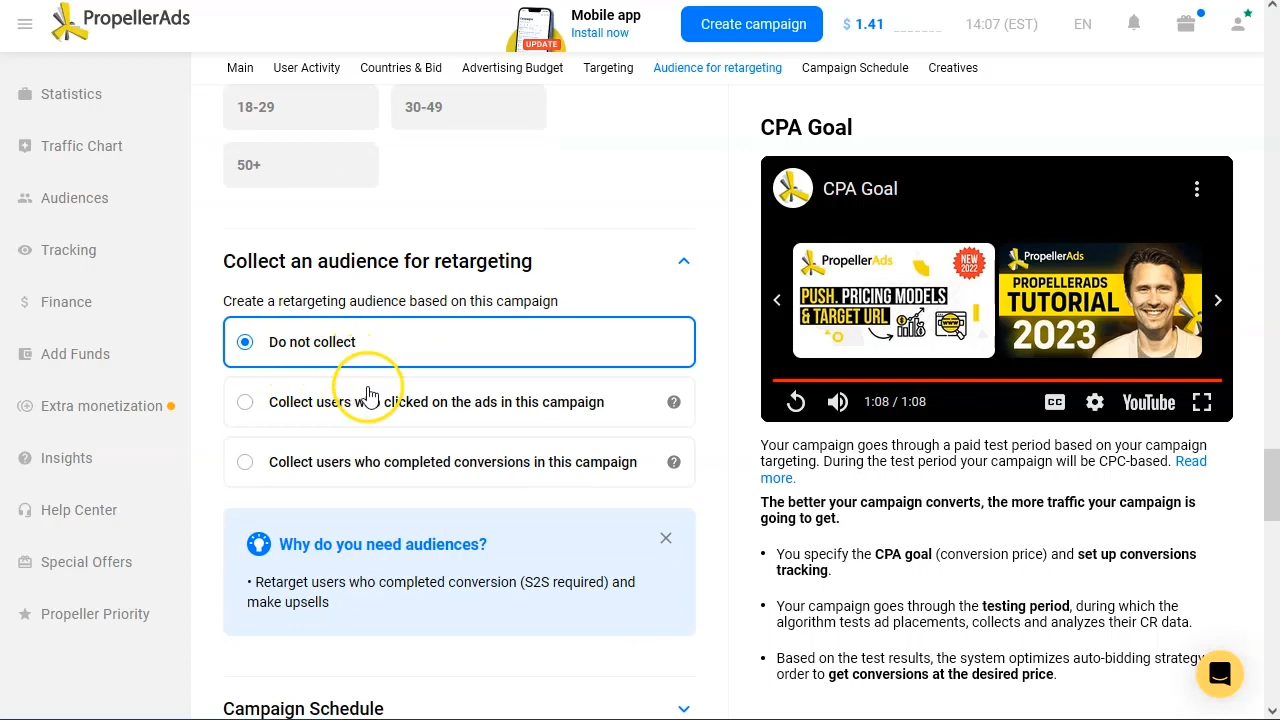 PropellerAds
UPDATE
Mobile app
Install now
Create campaign
$ 1.41
14:07 (EST)
EN
Main
User Activity
Countries & Bid
Advertising Budget
Targeting
Audience for retargeting
Campaign Schedule
Creatives
Statistics
Traffic Chart
Audiences
Tracking
Finance
Add Funds
Extra monetization
Insights
Help Center
Special Offers
Propeller Priority
18-29
30-49
50+
Collect an audience for retargeting
Create a retargeting audience based on this campaign
Do not collect
Collect users who clicked on the ads in this campaign
Collect users who completed conversions in this campaign
Why do you need audiences?
• Retarget users who completed conversion (S2S required) and
make upsells
Campaign Schedule
CPA Goal
CPA Goal
PropellerAds
NEW
2022
PUSH. PRICING MODELS
& TARGET URL
PropellerAds
PROPELLERADS
TUTORIAL
2023
1:08 / 1:08
CC
YouTube
Your campaign goes through a paid test period based on your campaign
targeting. During the test period your campaign will be CPC-based. Read
more.
The better your campaign converts, the more traffic your campaign is
going to get.
• You specify the CPA goal (conversion price) and set up conversions
tracking.
• Your campaign goes through the testing period, during which the
algorithm tests ad placements, collects and analyzes their CR data.
• Based on the test results, the system optimizes auto-bidding strategy
order to get conversions at the desired price.